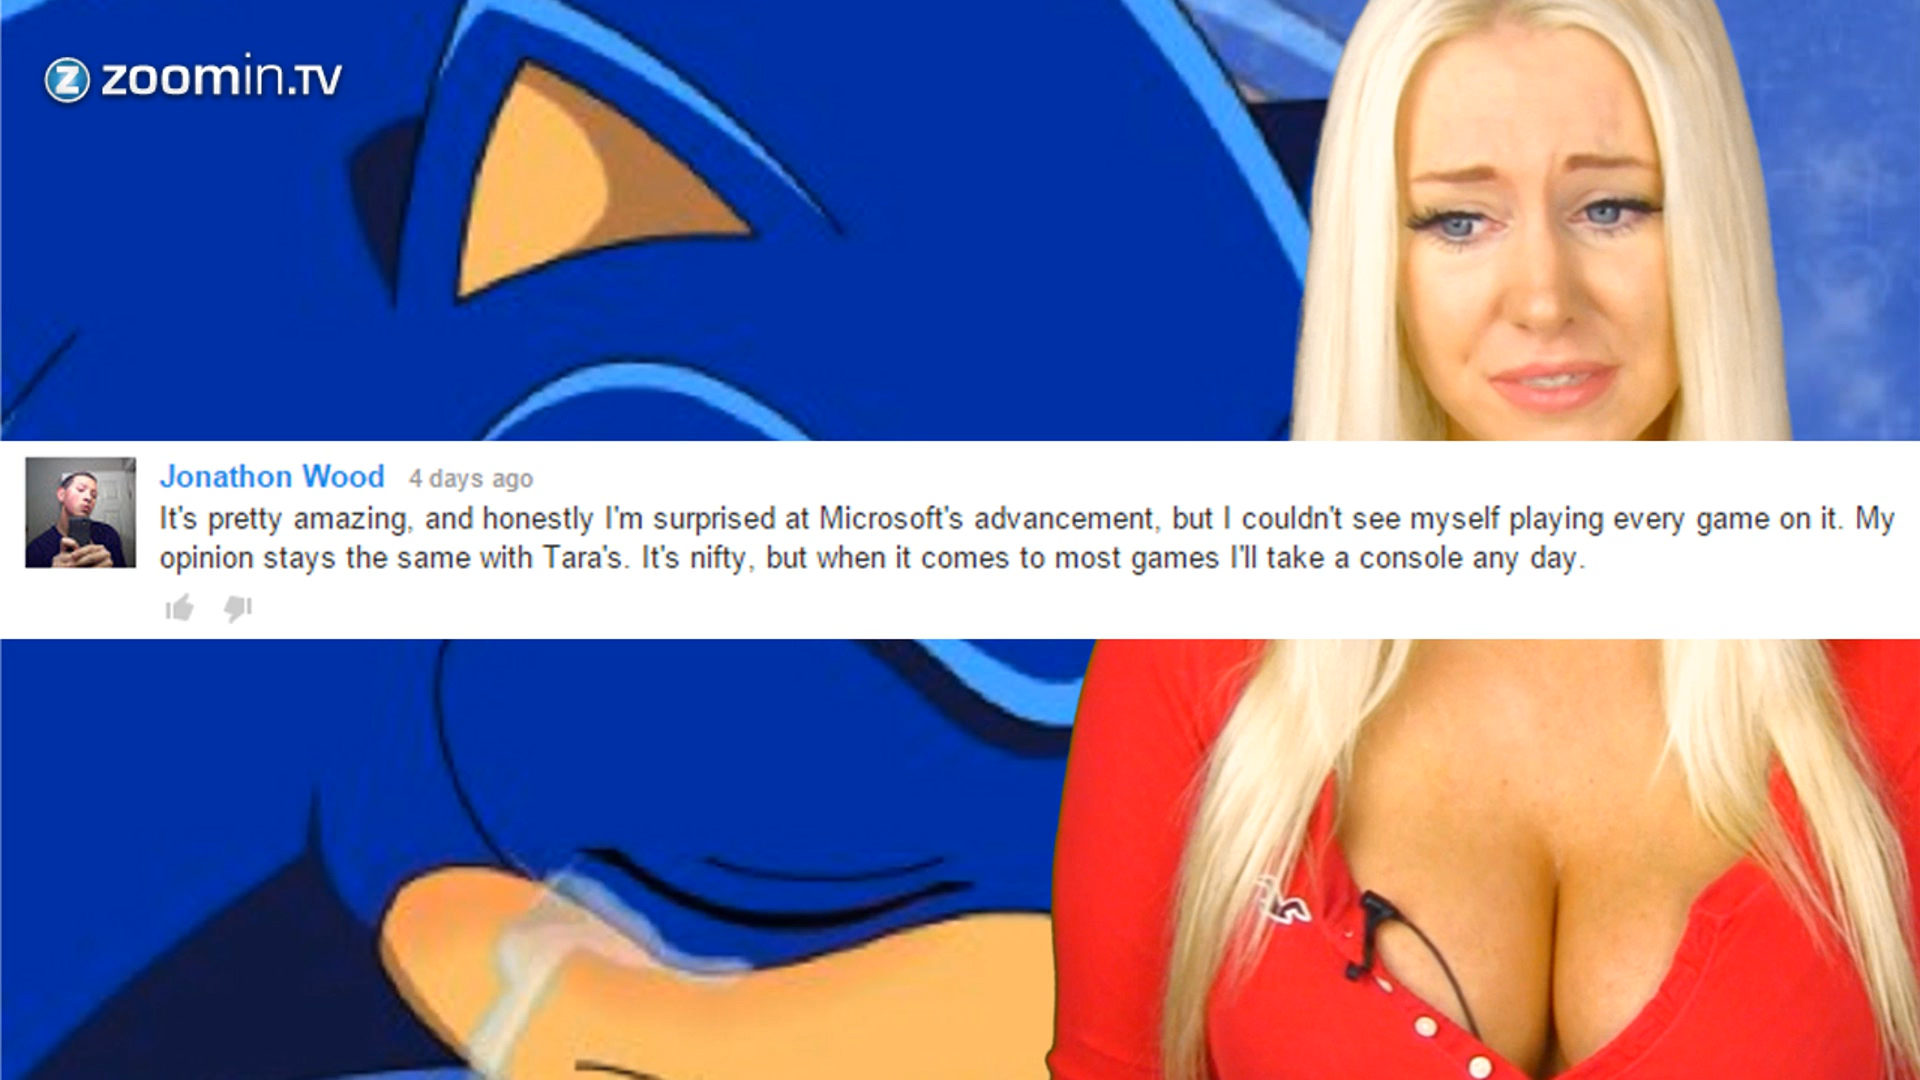 zoomin.TV
Jonathon Wood 4 days ago
It's pretty amazing, and honestly I'm surprised at Microsoft's advancement, but I couldn't see myself playing every game on it. My
opinion stays the same with Tara's. It's nifty, but when it comes to most games I'll take a console any day.